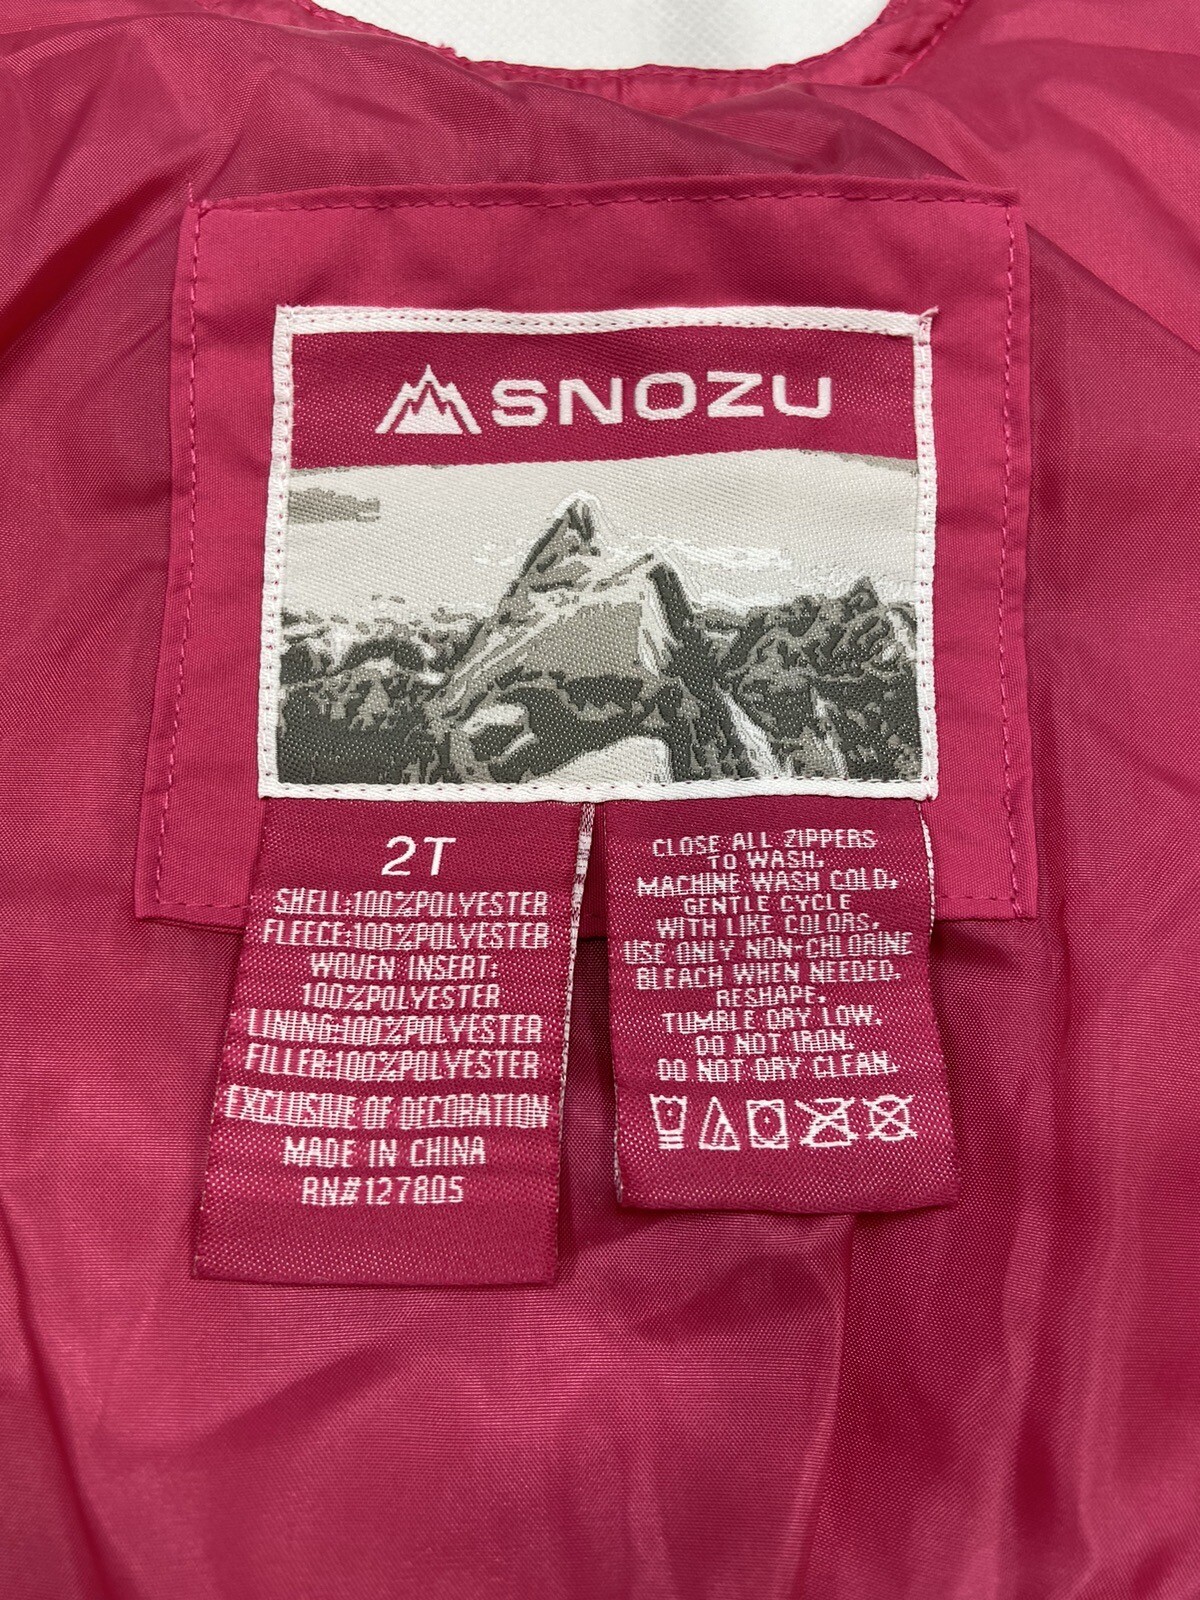 SNOZU
2T
SHELL:100%POLYESTER
FLEECE:100%POLYESTER
WOVEN INSERT:
100%POLYESTER
LINING:100%POLYESTER
FILLER:100%POLYESTER
EXCLUSIVE OF DECORATION
MADE IN CHINA
RN#127805
CLOSE ALL ZIPPERS
TO WASH.
MACHINE WASH COLD,
GENTLE CYCLE
WITH LIKE COLORS,
USE ONLY NON-CHLORINE
BLEACH WHEN NEEDED.
RESHAPE,
TUMBLE DRY LOW.
DO NOT IRON.
DO NOT DRY CLEAN.